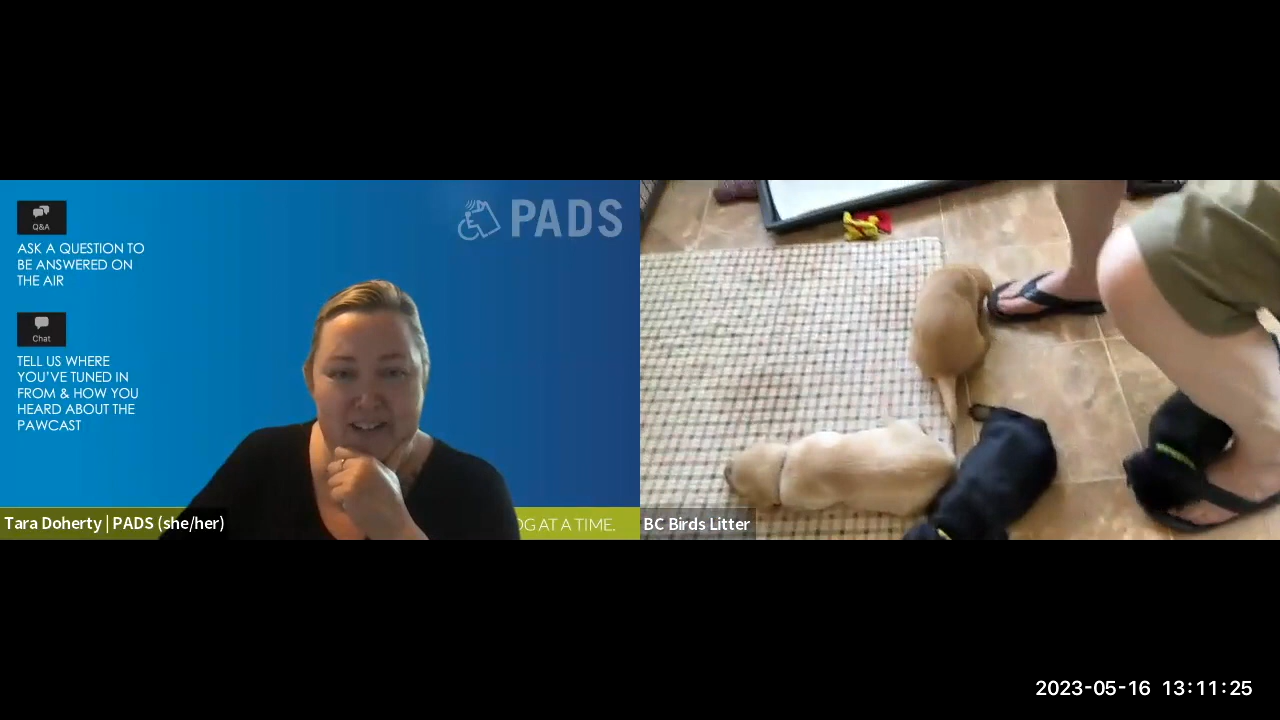 Q&A
ASK A QUESTION TO
BE ANSWERED ON
THE AIR
Chat
TELL US WHERE
YOU'VE TUNED IN
FROM & HOW YOU
HEARD ABOUT THE
PAWCAST
PADS
Tara Doherty | PADS (she/her)
OG AT A TIME.
BC Birds Litter
2023-05-16 13:11:25